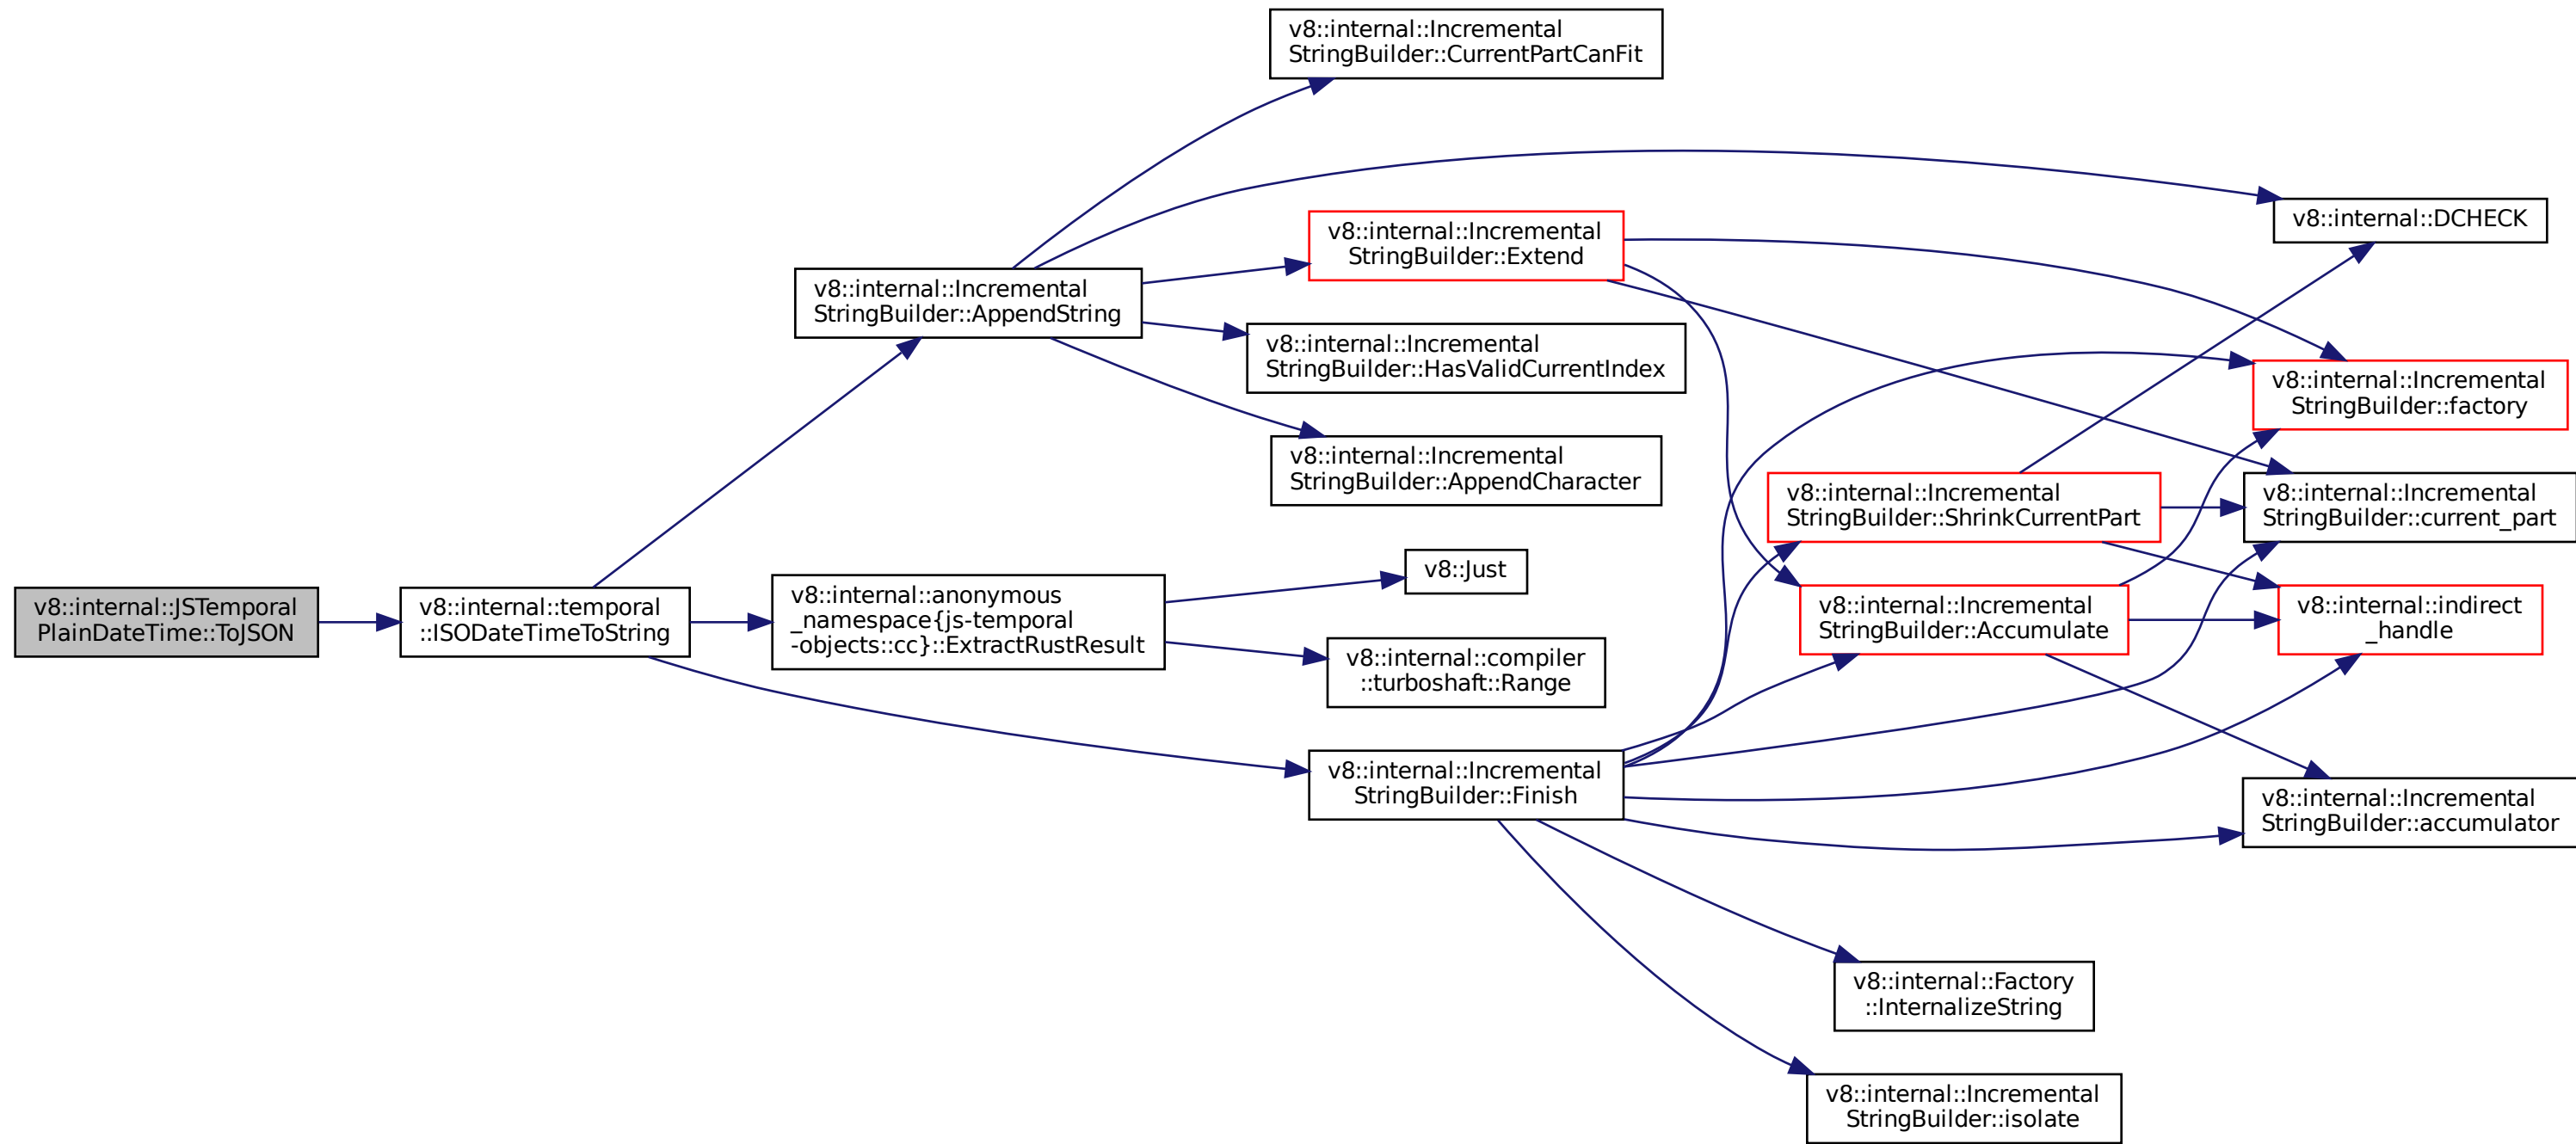 v8::internal::JSTemporal
PlainDateTime::ToJSON
v8::internal::temporal
::ISODateTimeToString
v8::internal::Incremental
StringBuilder::AppendString
v8::internal::anonymous
_namespace{js-temporal
-objects::cc}::ExtractRustResult
v8::internal::Incremental
StringBuilder::CurrentPartCanFit
v8::internal::Incremental
StringBuilder::Extend
v8::internal::Incremental
StringBuilder::HasValidCurrentIndex
v8::internal::Incremental
StringBuilder::AppendCharacter
v8::Just
v8::internal::compiler
::turboshaft::Range
v8::internal::Incremental
StringBuilder::Finish
v8::internal::Incremental
StringBuilder::ShrinkCurrentPart
v8::internal::Incremental
StringBuilder::Accumulate
v8::internal::Factory
::InternalizeString
v8::internal::Incremental
StringBuilder::isolate
v8::internal::DCHECK
v8::internal::Incremental
StringBuilder::factory
v8::internal::Incremental
StringBuilder::current_part
v8::internal::indirect
_handle
v8::internal::Incremental
StringBuilder::accumulator